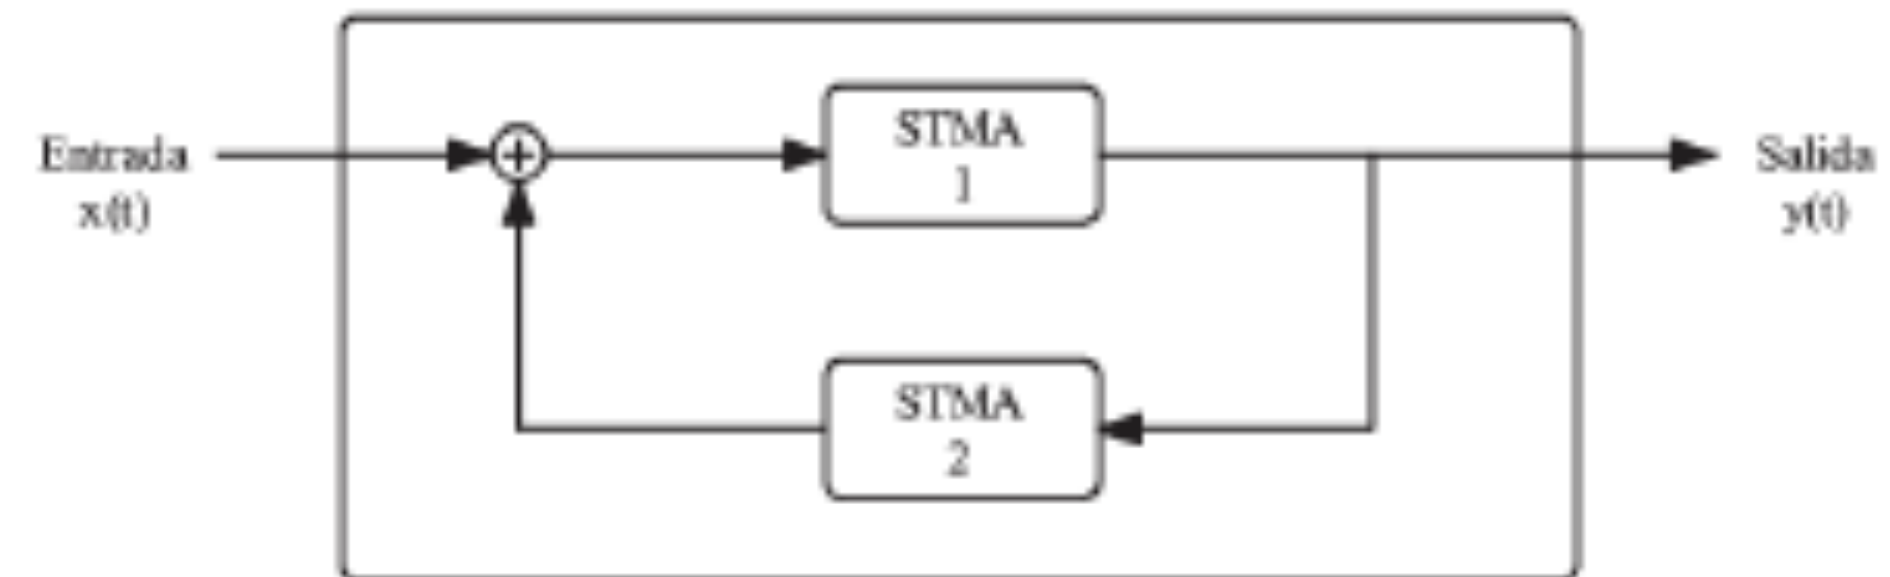 Entrada
x(t)
+
STMA
1
STMA
2
Salida
y(t)